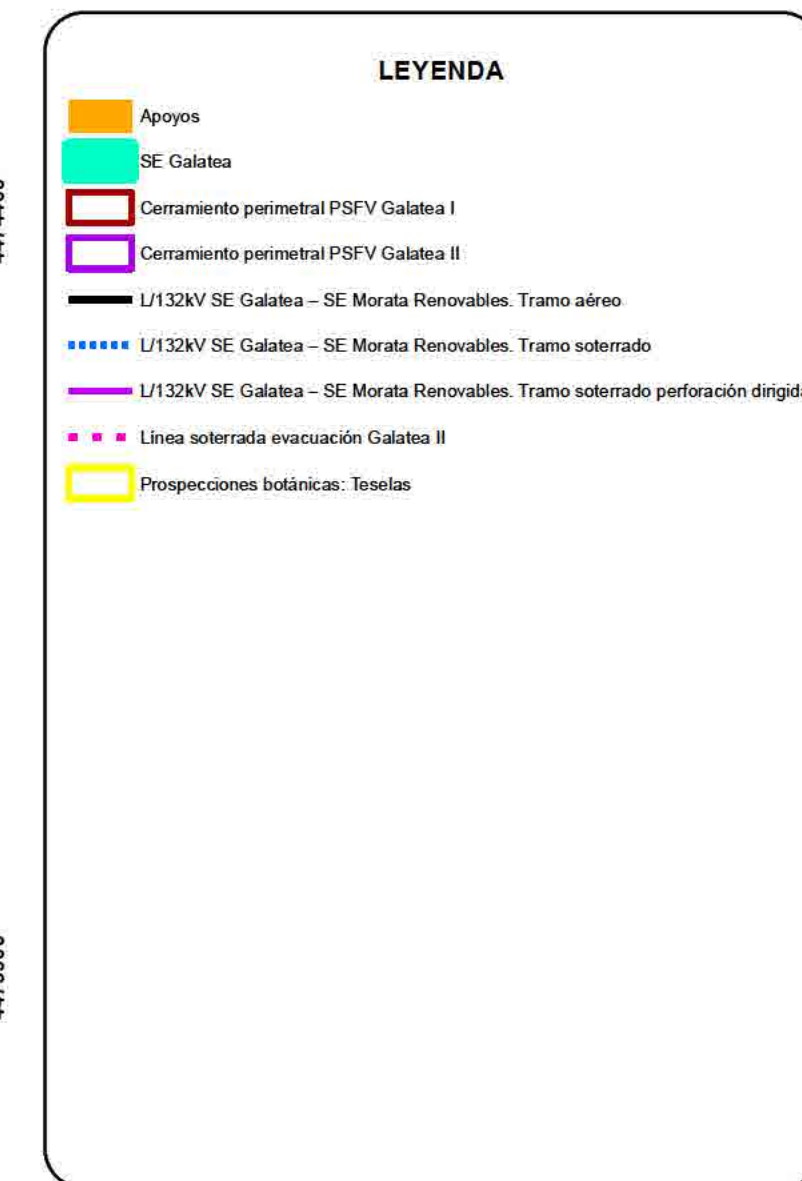 LEYENDA
Apoyos
SE Galatea
Cerramiento perimetral PSFV Galatea I
Cerramiento perimetral PSFV Galatea II
L/132kV SE Galatea – SE Morata Renovables. Tramo aéreo
L/132kV SE Galatea – SE Morata Renovables. Tramo soterrado
L/132kV SE Galatea – SE Morata Renovables. Tramo soterrado perforación dirigida
Línea soterrada evacuación Galatea II
Prospecciones botánicas: Teselas